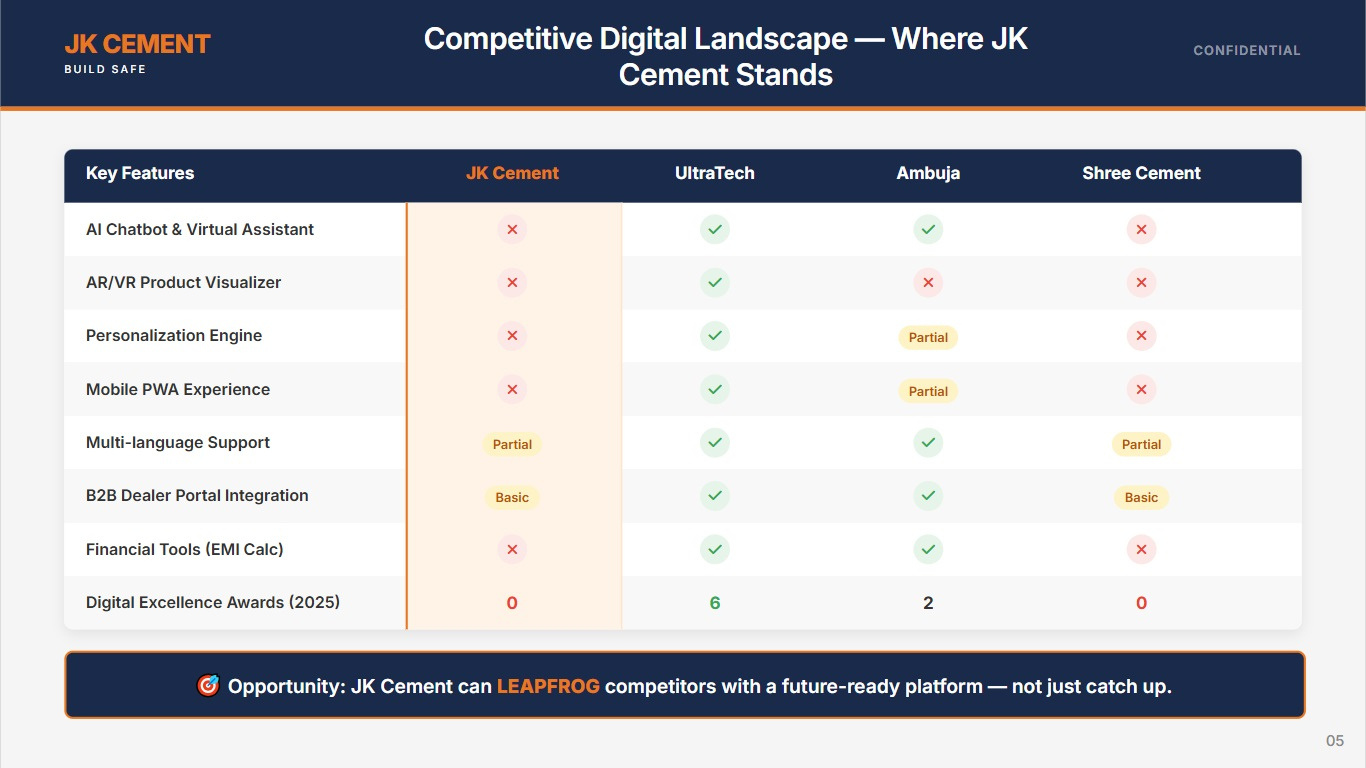 JK CEMENT
BUILD SAFE
Competitive Digital Landscape — Where JK
Cement Stands
CONFIDENTIAL
Key Features JK Cement UltraTech Ambuja Shree Cement
AI Chatbot & Virtual Assistant
AR/VR Product Visualizer
Personalization Engine Partial
Mobile PWA Experience Partial
Multi-language Support Partial Partial
B2B Dealer Portal Integration Basic Basic
Financial Tools (EMI Calc)
Digital Excellence Awards (2025) 0 6 2 0
Opportunity: JK Cement can LEAPFROG competitors with a future-ready platform — not just catch up.
05